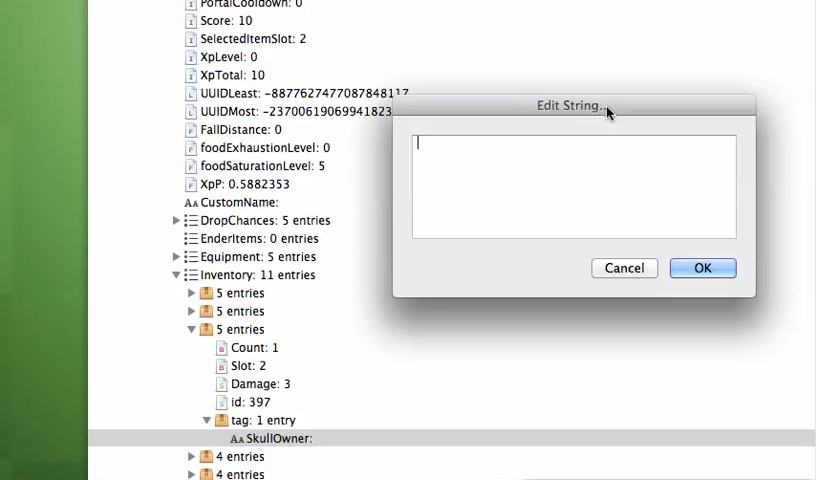 PortalCooldown: 0
Score: 10
SelectedItemSlot: 2
XpLevel: 0
XpTotal: 10
UUIDLeast: -8877627477087848117
UUIDMost: -23700619069941823
FallDistance: 0
foodExhaustionLevel: 0
foodSaturationLevel: 5
XpP: 0.5882353
CustomName:
DropChances: 5 entries
EnderItems: 0 entries
Equipment: 5 entries
Inventory: 11 entries
5 entries
5 entries
5 entries
Count: 1
Slot: 2
Damage: 3
id: 397
tag: 1 entry
SkullOwner:
4 entries
4 entries
Edit String...
Cancel
OK